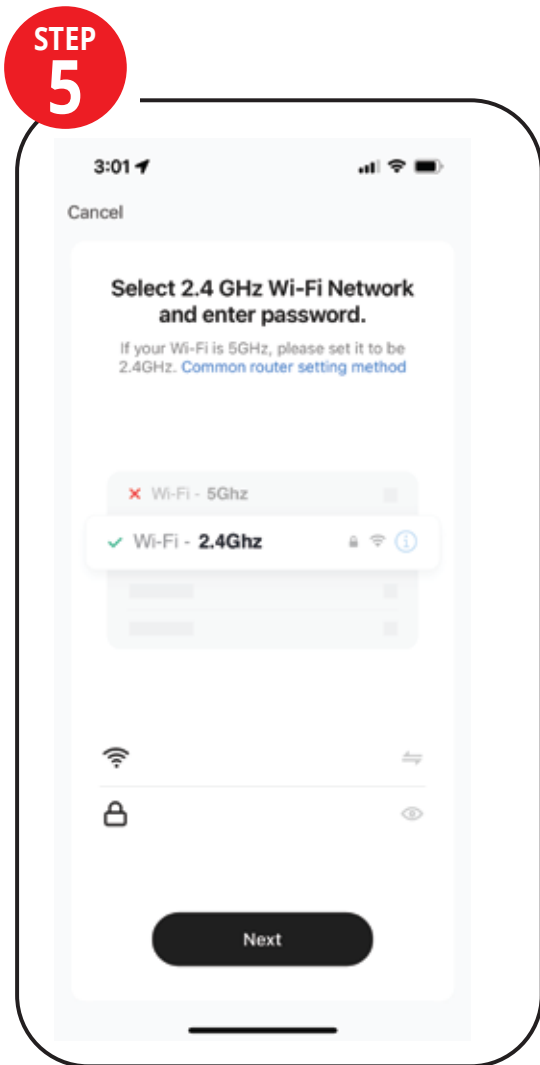 STEP
5
3:01
Cancel
Select 2.4 GHz Wi-Fi Network
and enter password.
If your Wi-Fi is 5GHz, please set it to be
2.4GHz. Common router setting method
Wi-Fi - 5Ghz
Wi-Fi - 2.4Ghz
Next